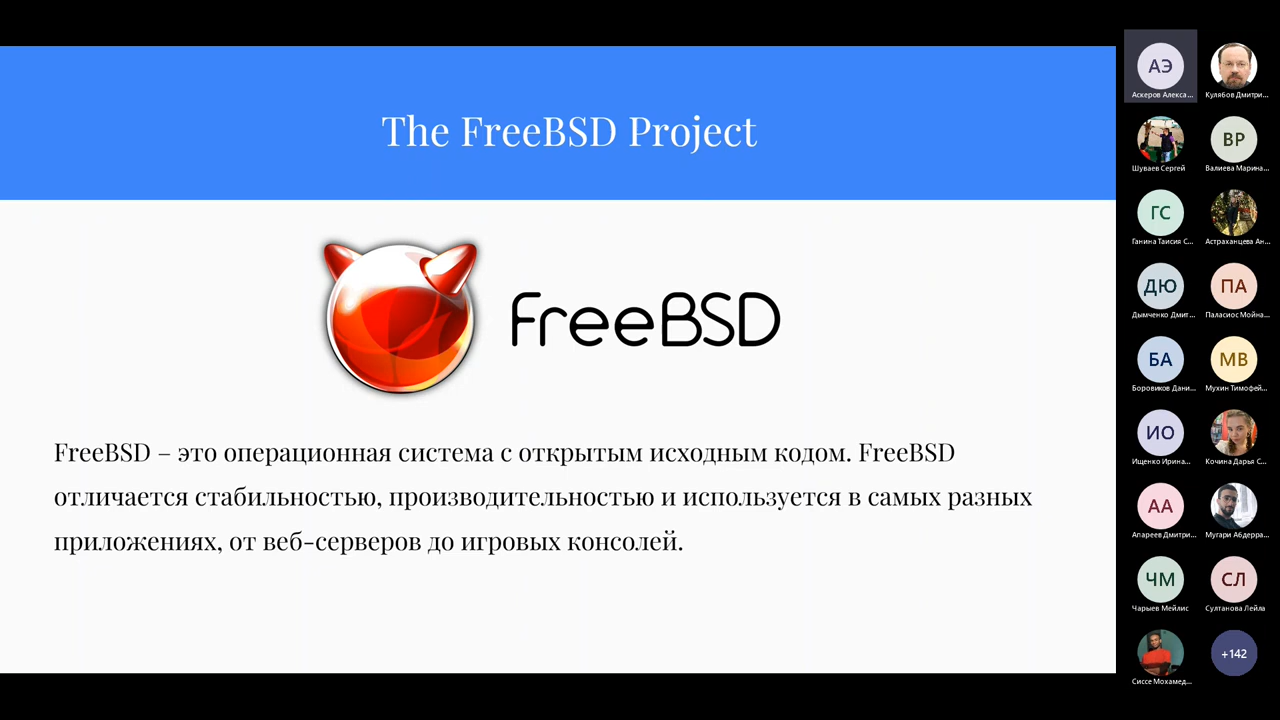 The FreeBSD Project
FreeBSD
FreeBSD – это операционная система с открытым исходным кодом. FreeBSD
отличается стабильностью, производительностью и используется в самых разных
приложениях, от веб-серверов до игровых консолей.
АЭ
Аскеров Алекса...
Кулябов Дмитри...
Шуваев Сергей
ВР
Валиева Марина...
ГС
Ганина Таисия С...
Астраханцева Ан...
ДЮ
Дымченко Дмит...
ПА
Паласиос Мойна...
БА
Боровиков Дани...
МВ
Мухин Тимофей...
ИО
Ищенко Ирина...
Кочина Дарья С...
АА
Апареев Дмитри...
Мугари Абдерра...
ЧМ
Чарыев Мейлис
СЛ
Султанова Лейла
Сиссе Мохамед...
+142